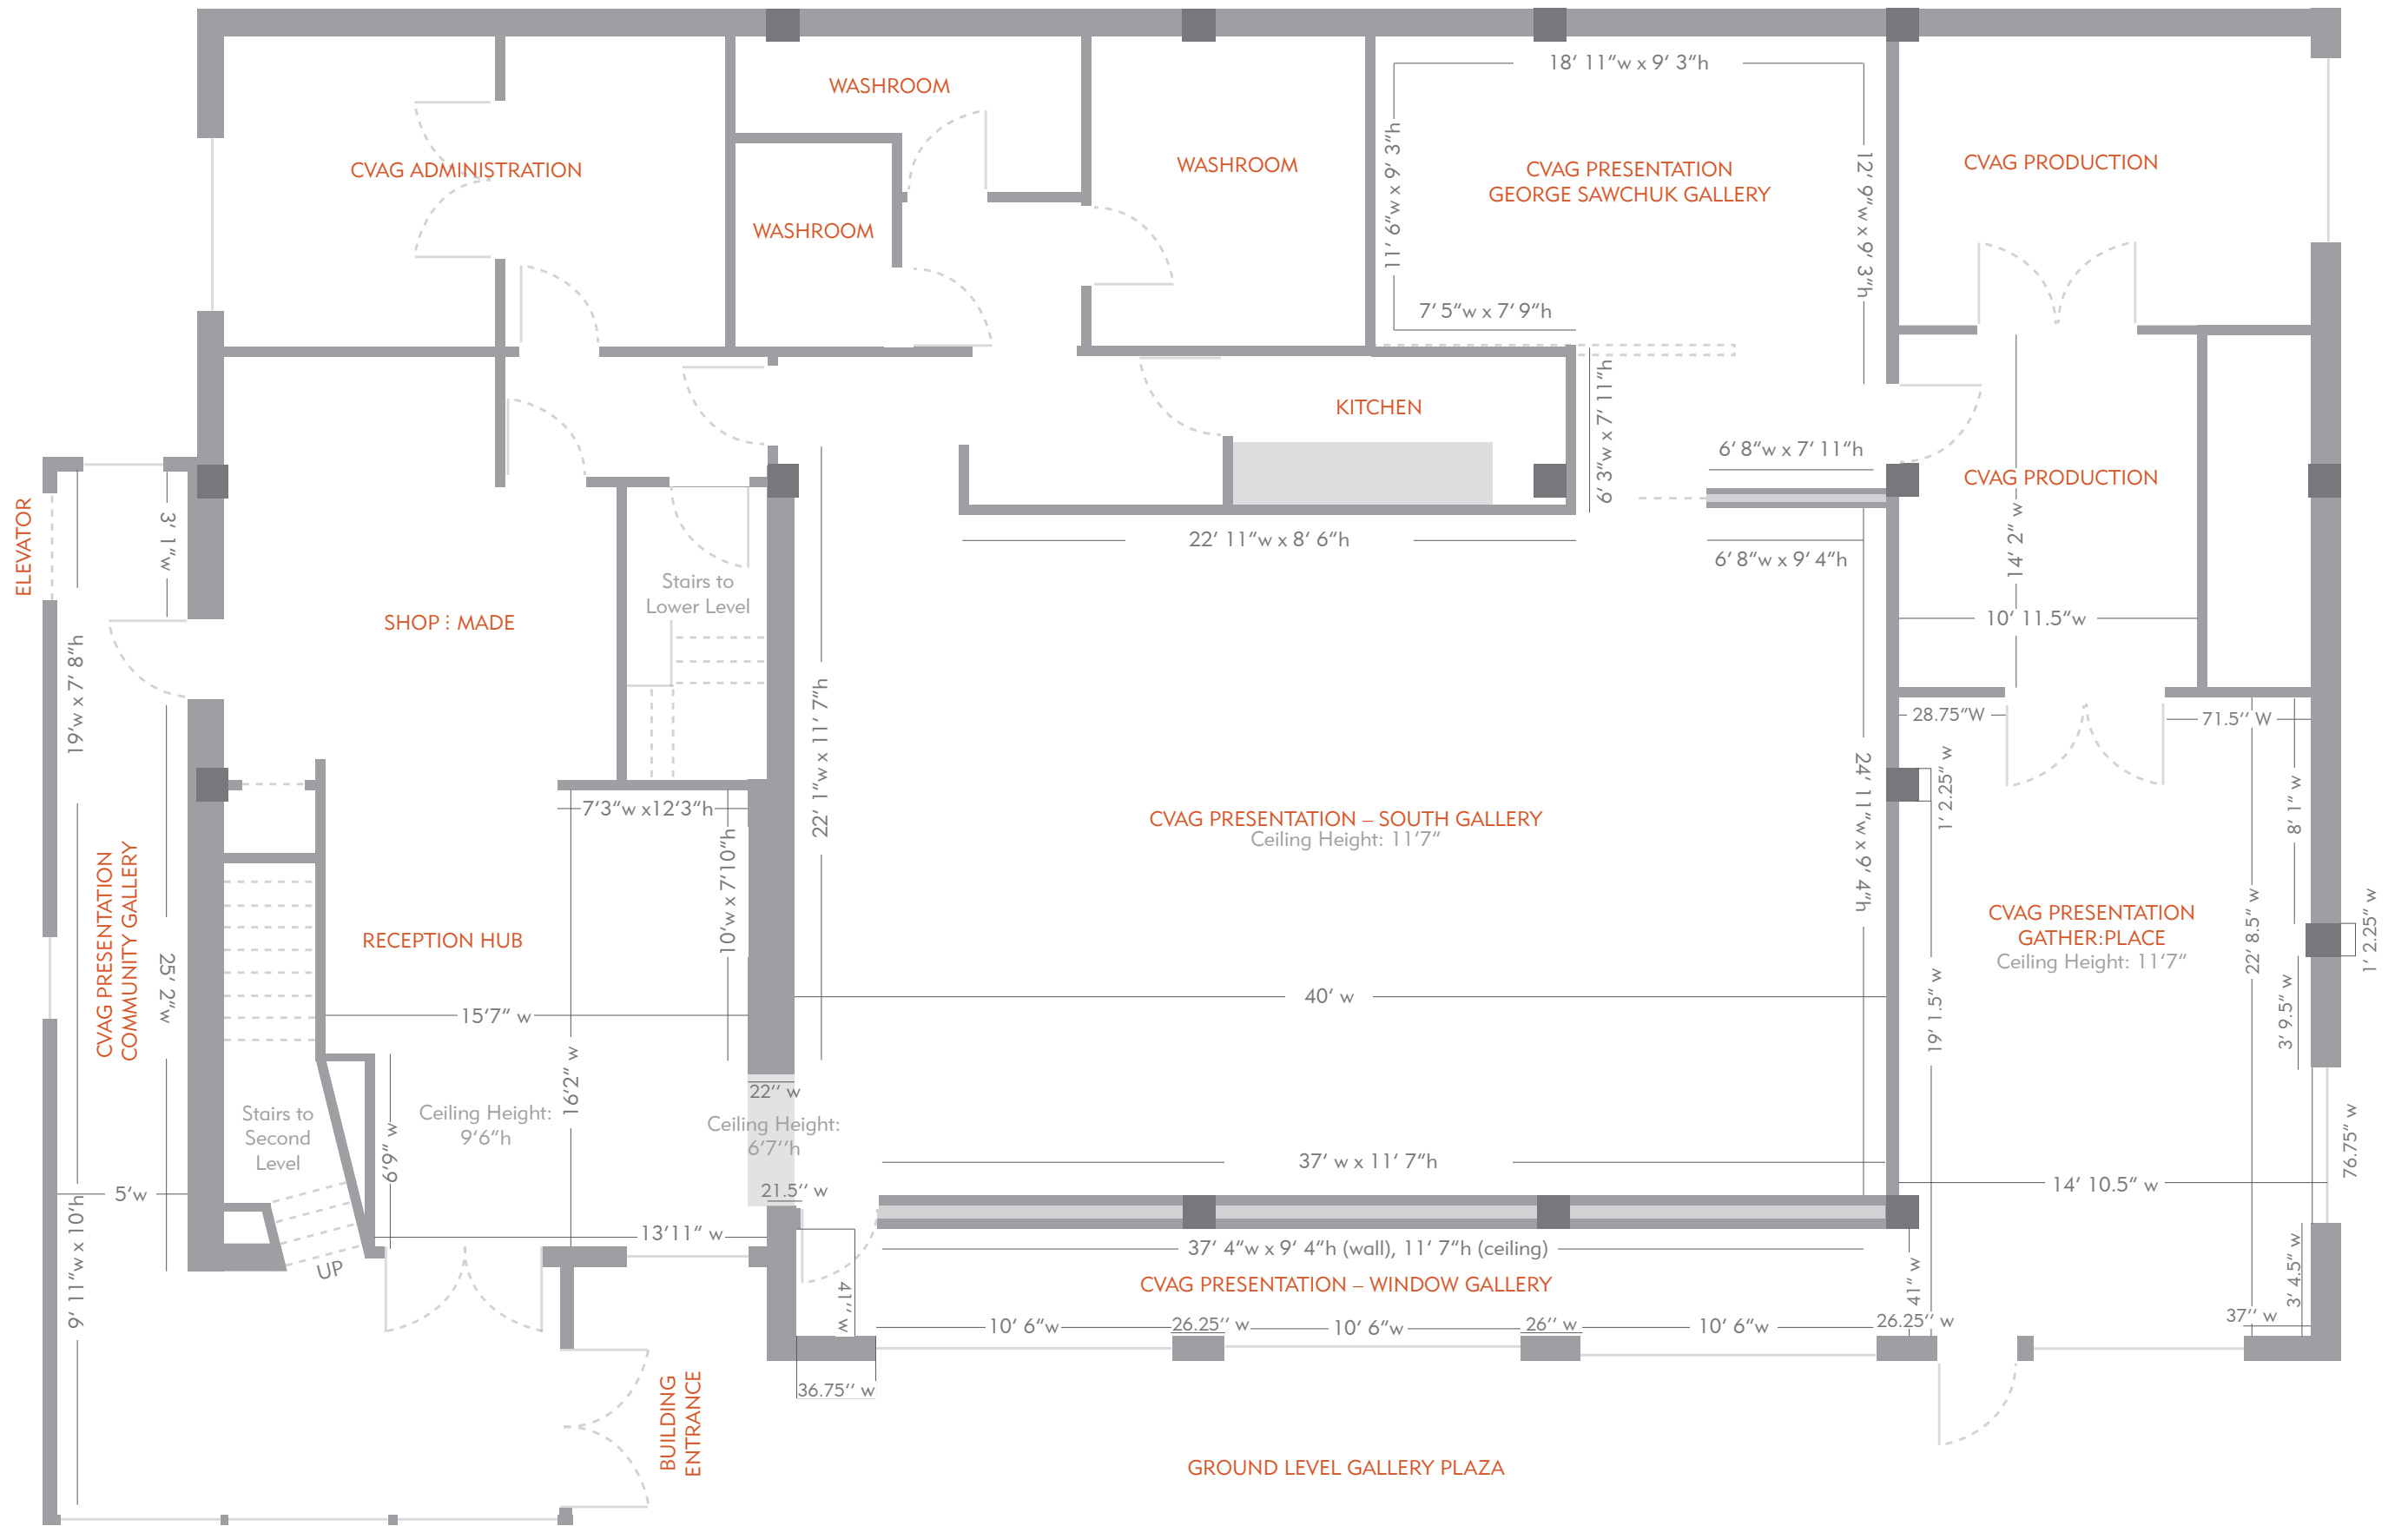 18' 11"w x 9' 3"h
WASHROOM
11' 6"w x 9' 3"h
12' 9"w x 9' 3"h
CVAG ADMINISTRATION
WASHROOM
CVAG PRESENTATION
GEORGE SAWCHUK GALLERY
CVAG PRODUCTION
WASHROOM
7' 5"w x 7' 9"h
KITCHEN
6' 3"w x 7' 11"h
6' 8"w x 7' 11"h
CVAG PRODUCTION
ELEVATOR
3' 1"w
22' 11"w x 8' 6"h
6' 8"w x 9' 4"h
14' 2" w
Stairs to
Lower Level
SHOP ⁝ MADE
10' 11.5"w
19'w x 7' 8"h
22' 1"w x 11' 7"h
28.75"W
71.5'' W
7'3"w x12'3"h
1' 2.25" w
8' 1" w
CVAG PRESENTATION – SOUTH GALLERY
Ceiling Height: 11'7"
24' 11"w x 9' 4"h
10'w x 7'10"h
CVAG PRESENTATION
COMMUNITY GALLERY
RECEPTION HUB
CVAG PRESENTATION
GATHER:PLACE
Ceiling Height: 11'7"
22' 8.5" w
1' 2.25" w
25' 2"w
40' w
19' 1.5" w
3' 9.5" w
15'7" w
16'2" w
22'' w
Stairs to
Second
Level
Ceiling Height:
9'6"h
Ceiling Height:
6'7''h
6'9" w
76.75" w
37' w x 11' 7"h
14' 10.5" w
5'w
21.5'' w
9' 11"w x 10'h
13'11" w
37' 4"w x 9' 4"h (wall), 11' 7"h (ceiling)
UP
CVAG PRESENTATION – WINDOW GALLERY
41'' w
41" w
3' 4.5" w
10' 6"w
26.25'' w
10' 6"w
26'' w
10' 6"w
26.25'' w
37'' w
36.75'' w
BUILDING
ENTRANCE
GROUND LEVEL GALLERY PLAZA